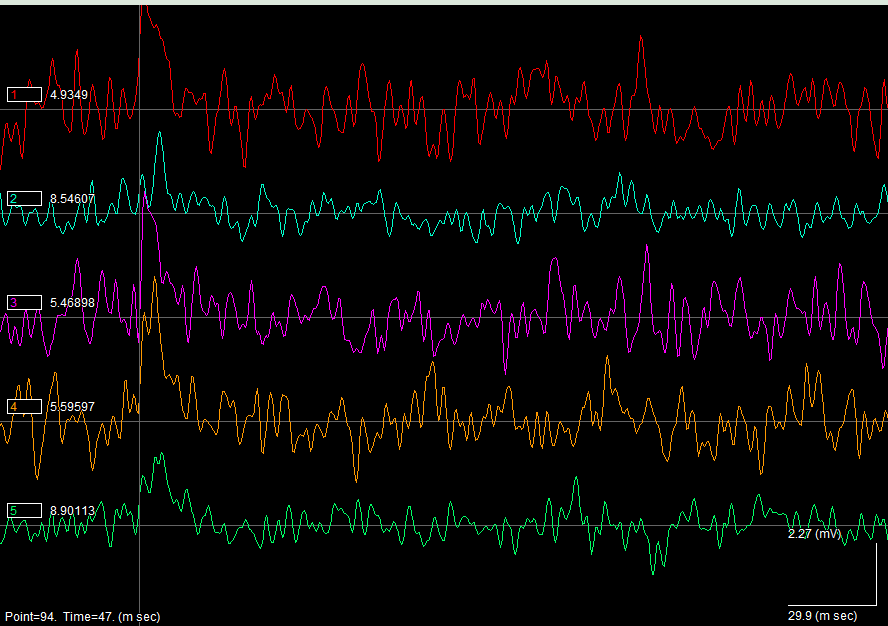 1 4.9349
2 8.54607
3 5.46898
4 5.59597
5 8.90113
2.27 (mV)
Point=94. Time=47. (m sec)
29.9 (m sec)